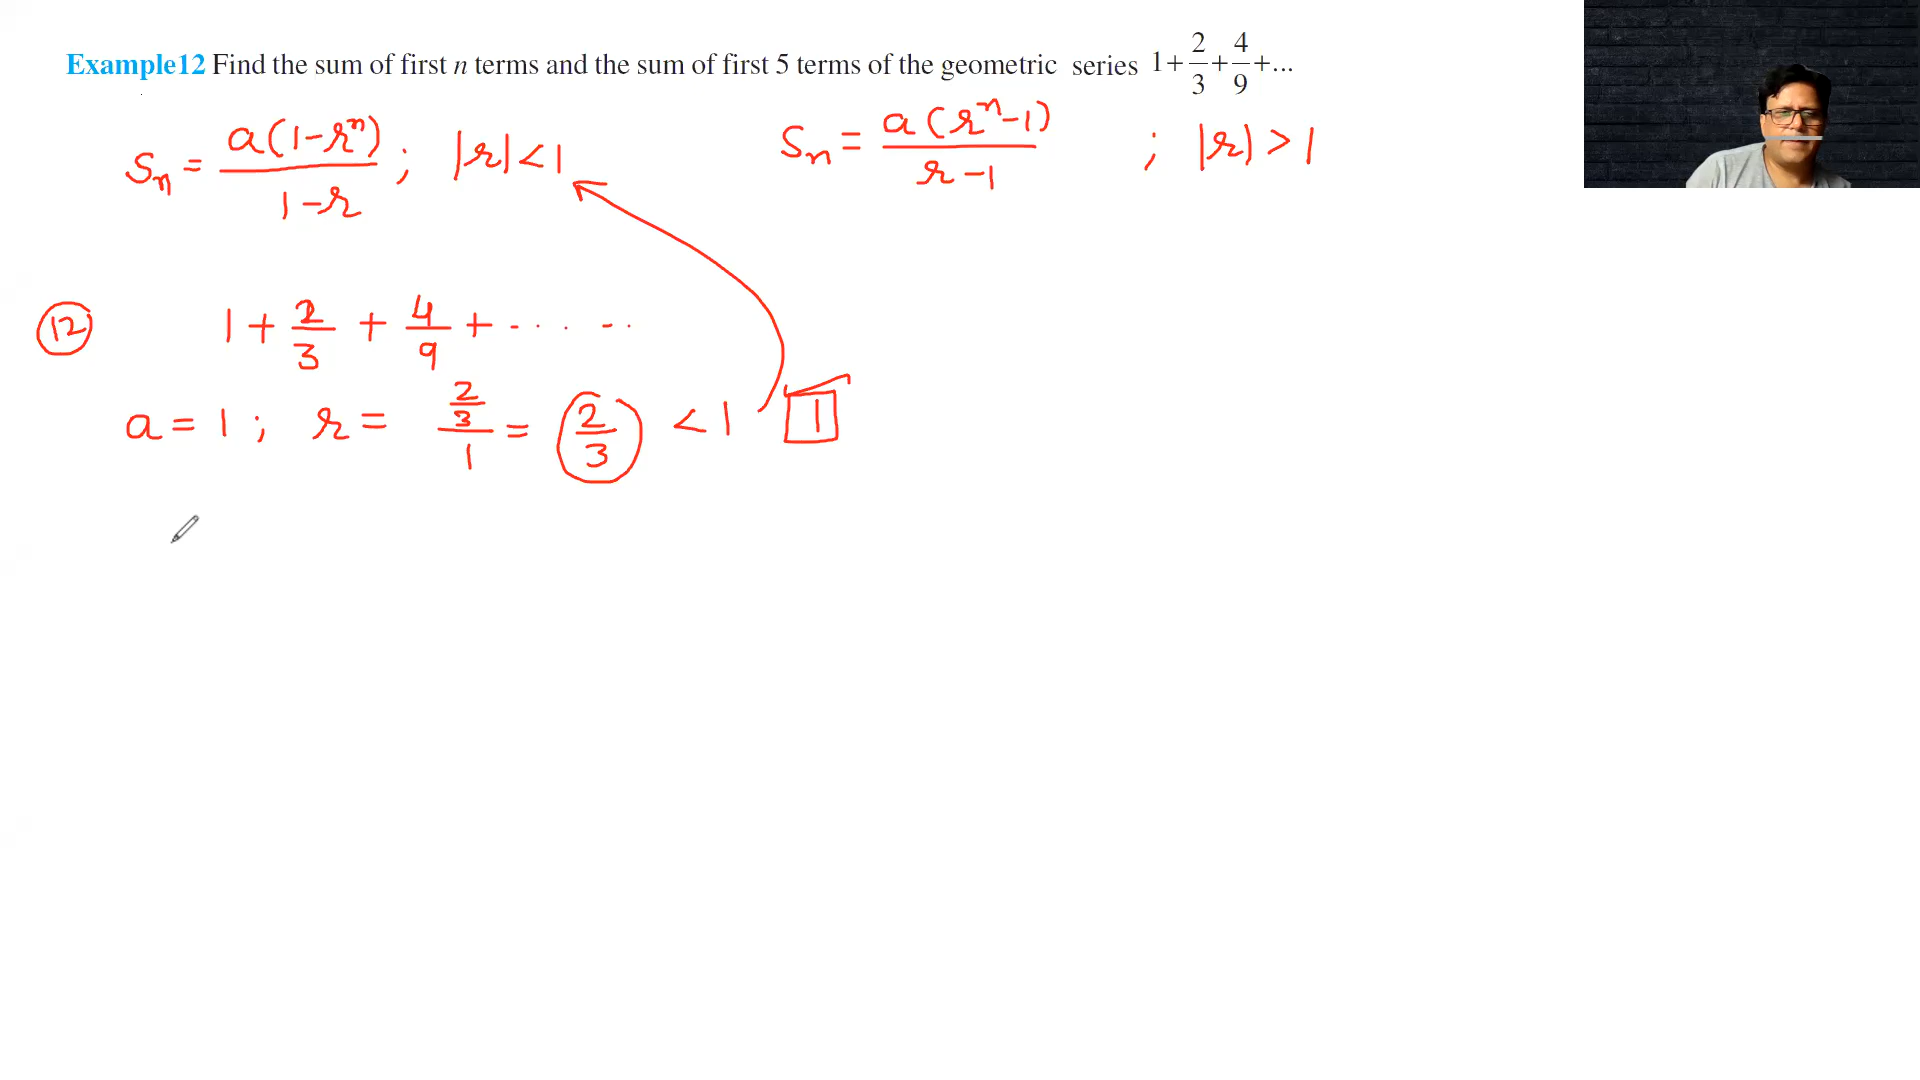 Example12 Find the sum of first n terms and the sum of first 5 terms of the geometric series 1+2/3+4/9+...
Sn = a(1-r^n)/(1-r) ; |r| < 1
Sn = a(r^n-1)/(r-1) ; |r| > 1
12 1 + 2/3 + 4/9 + ......
a = 1 ; r = (2/3)/1 = 2/3 < 1 1